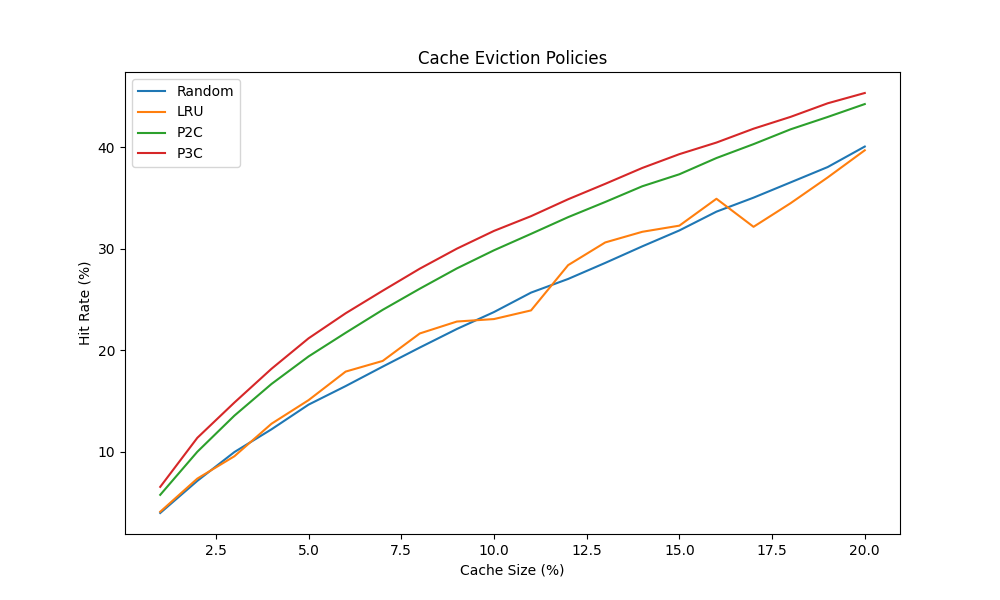 Cache Eviction Policies
Random
LRU
P2C
P3C
Hit Rate (%)
40
30
20
10
2.5 5.0 7.5 10.0 12.5 15.0 17.5 20.0
Cache Size (%)